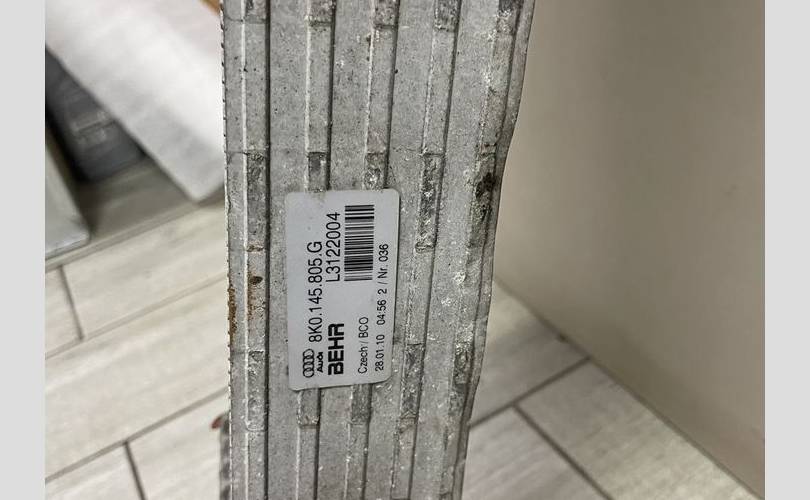 8K0.145.805.G
L3122004
Audi
BEHR
Czech / BCO
28.01.10 04:56 2 / Nr. 036